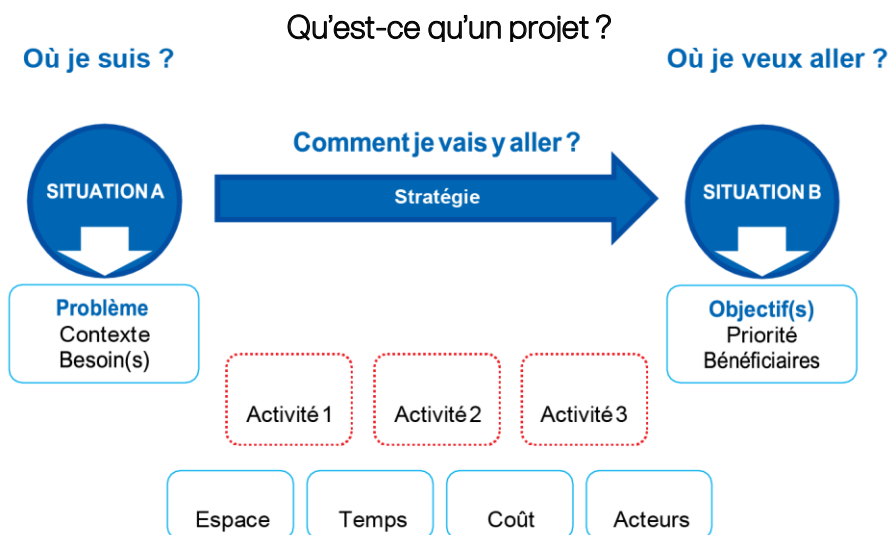 Qu'est-ce qu'un projet ?
Où je suis ?
Où je veux aller ?
Comment je vais y aller ?
SITUATION A
Stratégie
SITUATION B
Problème
Contexte
Besoin(s)
Objectif(s)
Priorité
Bénéficiaires
Activité 1
Activité 2
Activité 3
Espace
Temps
Coût
Acteurs